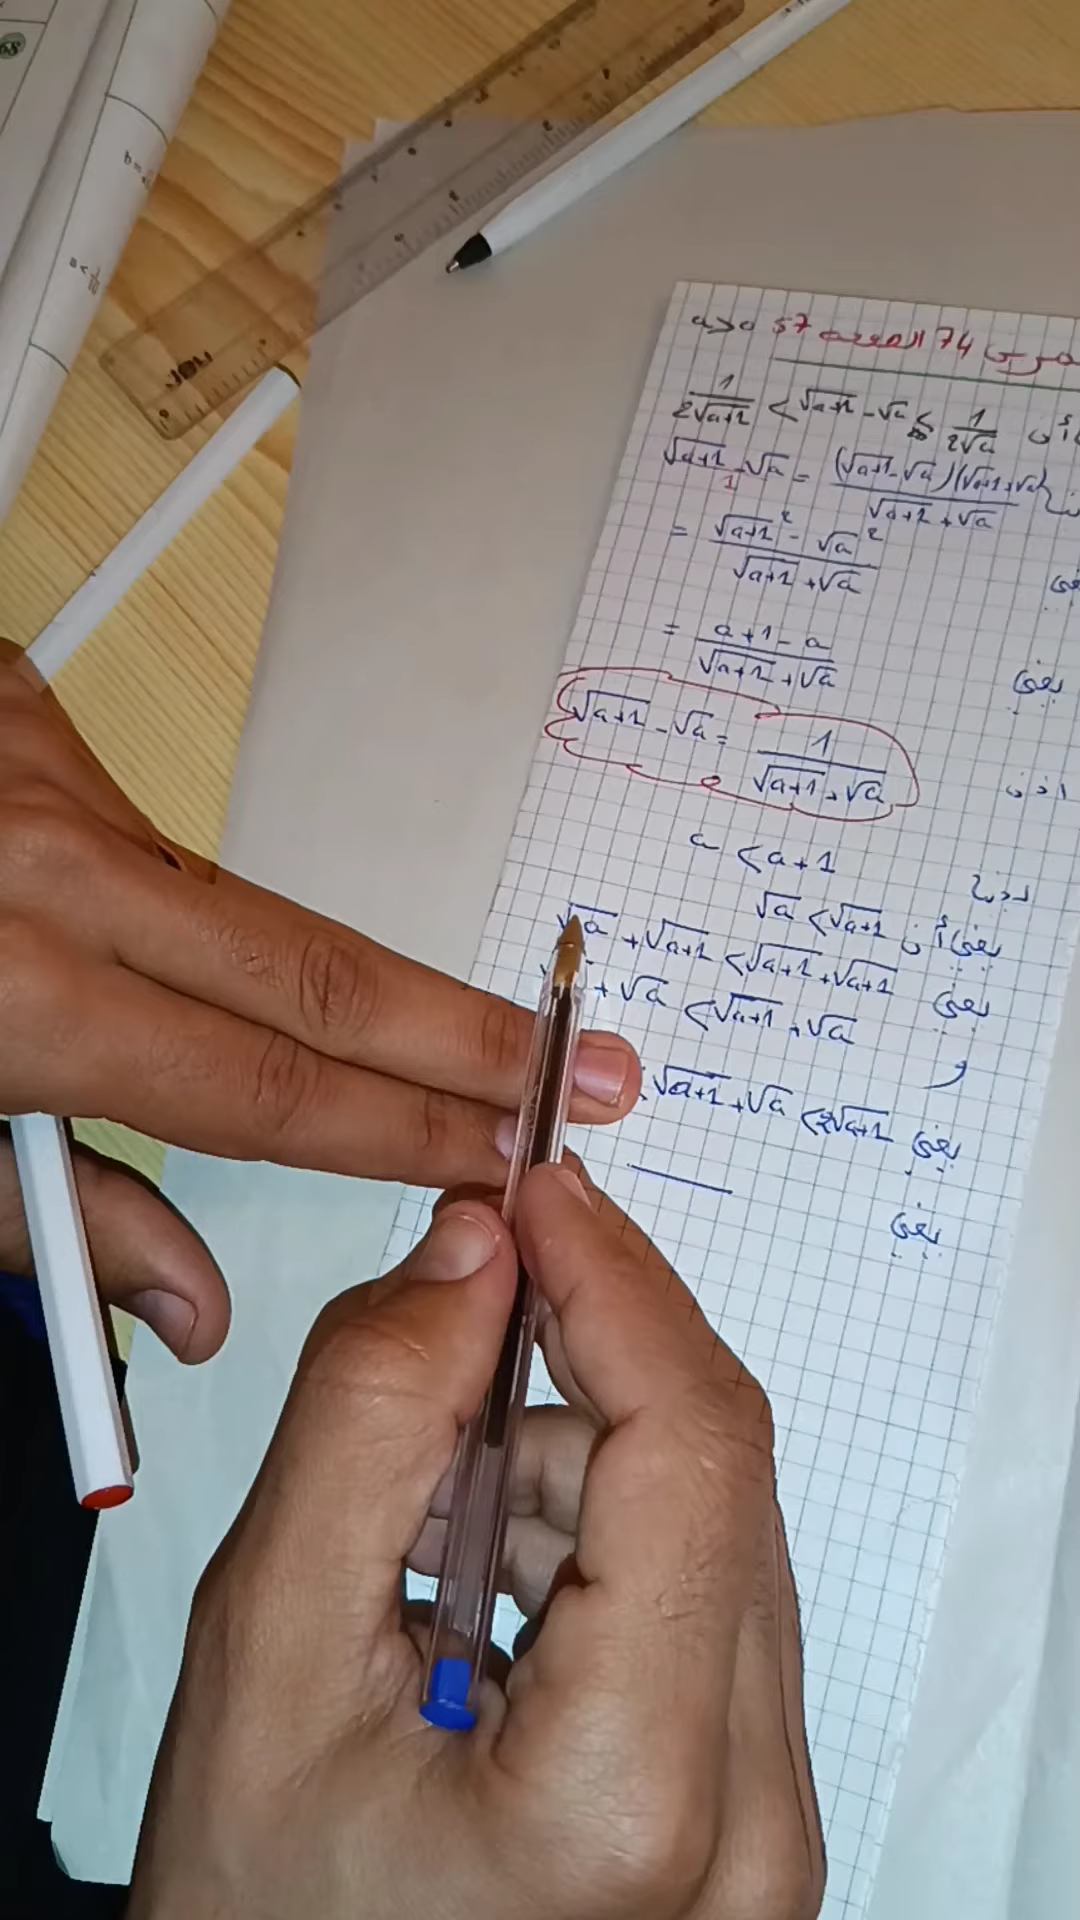 تمرين 74 الصفحة 57 a>0
أن 1/(2√(a+1)) < √(a+1) - √a < 1/(2√a)
√(a+1) - √a / 1 = (√(a+1) - √a)(√(a+1) + √a) / (√(a+1) + √a)
= (√(a+1)² - √a²) / (√(a+1) + √a)
يعني = (a+1-a) / (√(a+1) + √a)
اذن √(a+1) - √a = 1 / (√(a+1) + √a)
لدينا a < a+1
يعني أن √a < √(a+1)
يعني √a + √(a+1) < √(a+1) + √(a+1)
و + √a < √(a+1) + √a
يعني √(a+1) + √a < 2√(a+1)
يعني